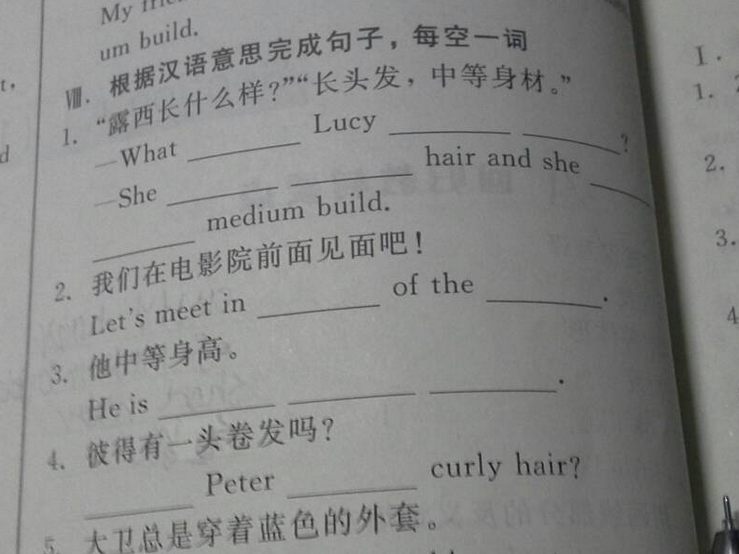 My
um build.
Ⅷ. 根据汉语意思完成句子，每空一词
1. “露西长什么样?”“长头发，中等身材。”
—What ________ Lucy ________ ________?
—She ________ ________ hair and she ________
________ medium build.
2. 我们在电影院前面见面吧！
Let's meet in ________ of the ________.
3. 他中等身高。
He is ________ ________ ________.
4. 彼得有一头卷发吗?
________ Peter ________ curly hair?
5. 大卫总是穿着蓝色的外套。
t,
d
Ⅰ.
1.
2.
3.
4